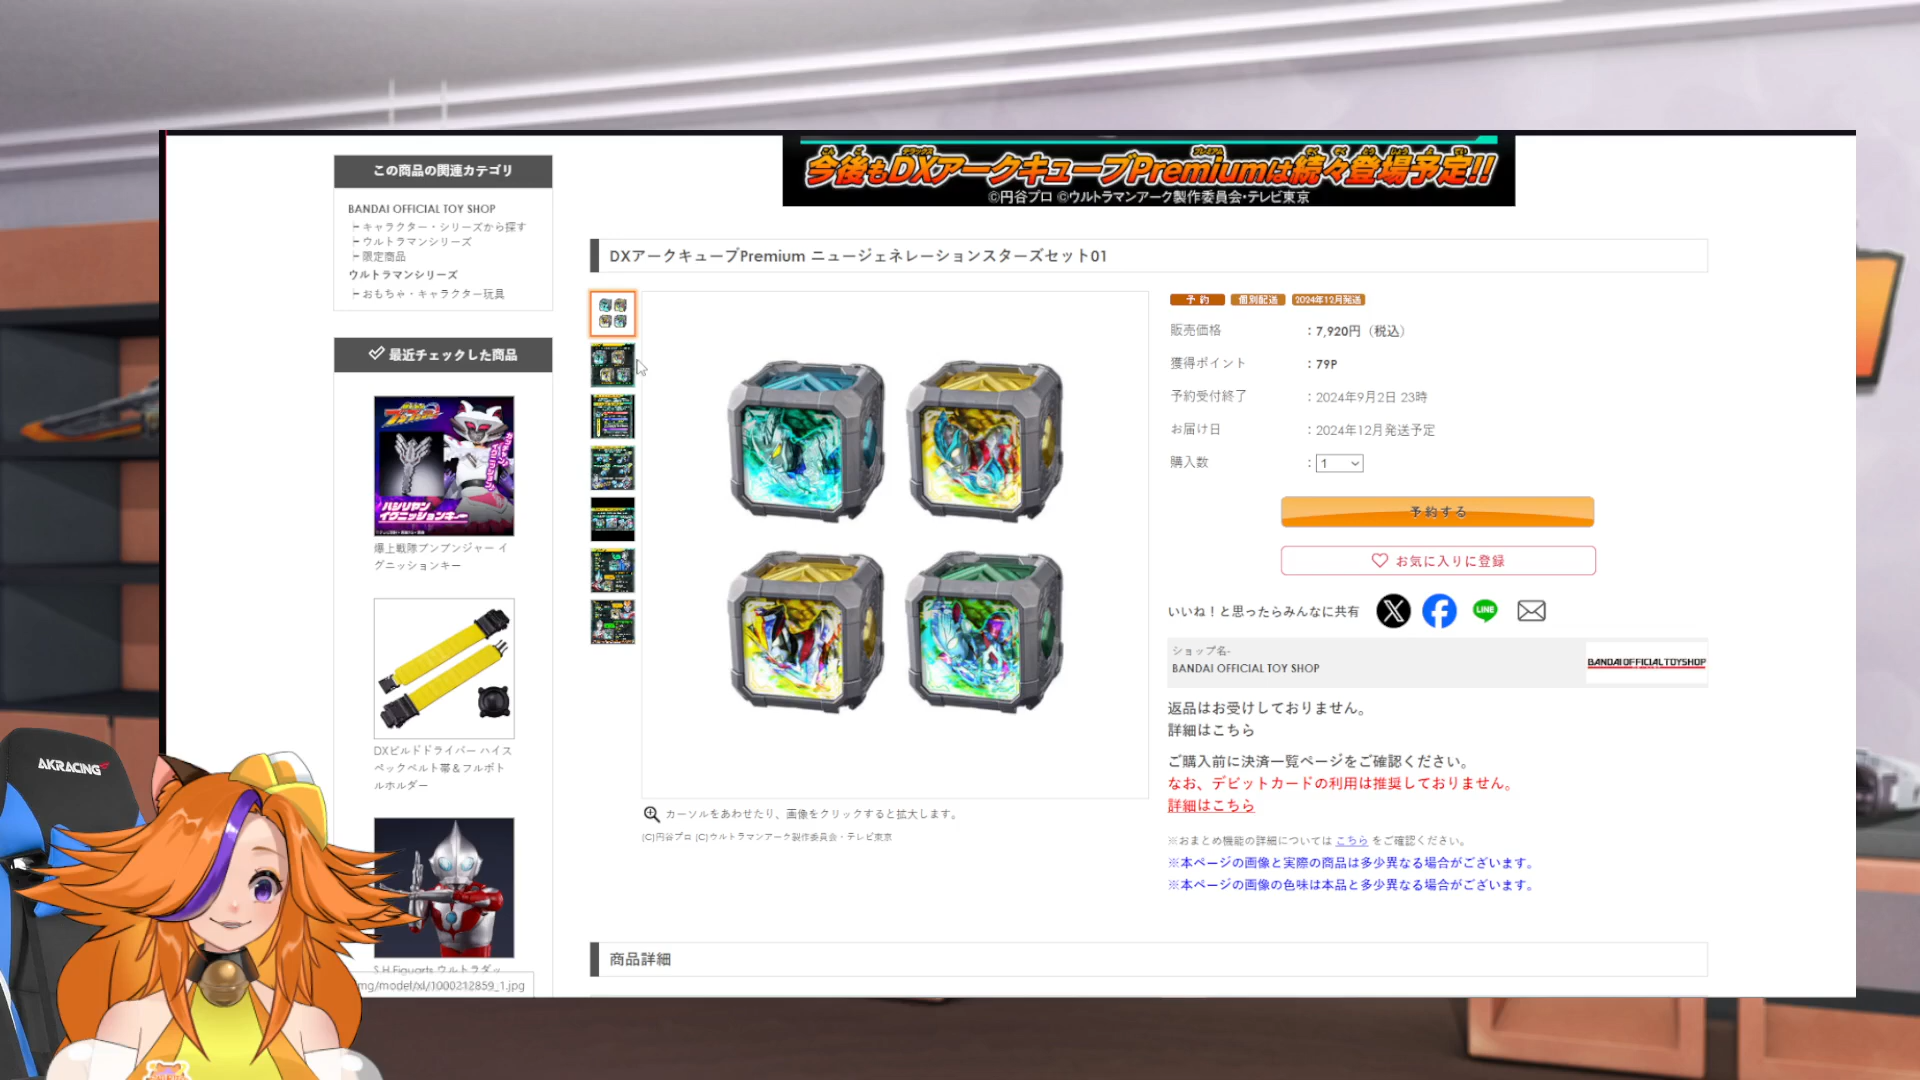 今後もDXアークキューブPremiumは続々登場予定!!
©円谷プロ ©ウルトラマンアーク製作委員会・テレビ東京
この商品の関連カテゴリ
BANDAI OFFICIAL TOY SHOP
キャラクター・シリーズから探す
ウルトラマンシリーズ
限定商品
ウルトラマンシリーズ
おもちゃ・キャラクター玩具
最近チェックした商品
ハシリヤン
イグニッションキー
爆上戦隊ブンブンジャー イ
グニッションキー
DXビルドドライバー ハイス
ペックベルト帯&フルボト
ルホルダー
S.H.Figuarts ウルトラダッ
mg/model/xl/1000212859_1.jpg
DXアークキューブPremium ニュージェネレーションスターズセット01
カーソルをあわせたり、画像をクリックすると拡大します。
(C)円谷プロ (C)ウルトラマンアーク製作委員会・テレビ東京
予約 個別配送 2024年12月発送
販売価格 : 7,920円(税込)
獲得ポイント : 79P
予約受付終了 : 2024年9月2日 23時
お届け日 : 2024年12月発送予定
購入数 : 1
予約する
お気に入りに登録
いいね!と思ったらみんなに共有
LINE
ショップ名-
BANDAI OFFICIAL TOY SHOP
BANDAI OFFICIAL TOY SHOP
返品はお受けしておりません。
詳細はこちら
ご購入前に決済一覧ページをご確認ください。
なお、デビットカードの利用は推奨しておりません。
詳細はこちら
※おまとめ機能の詳細については こちら をご確認ください。
※本ページの画像と実際の商品は多少異なる場合がございます。
※本ページの画像の色味は本品と多少異なる場合がございます。
商品詳細
AKRACING